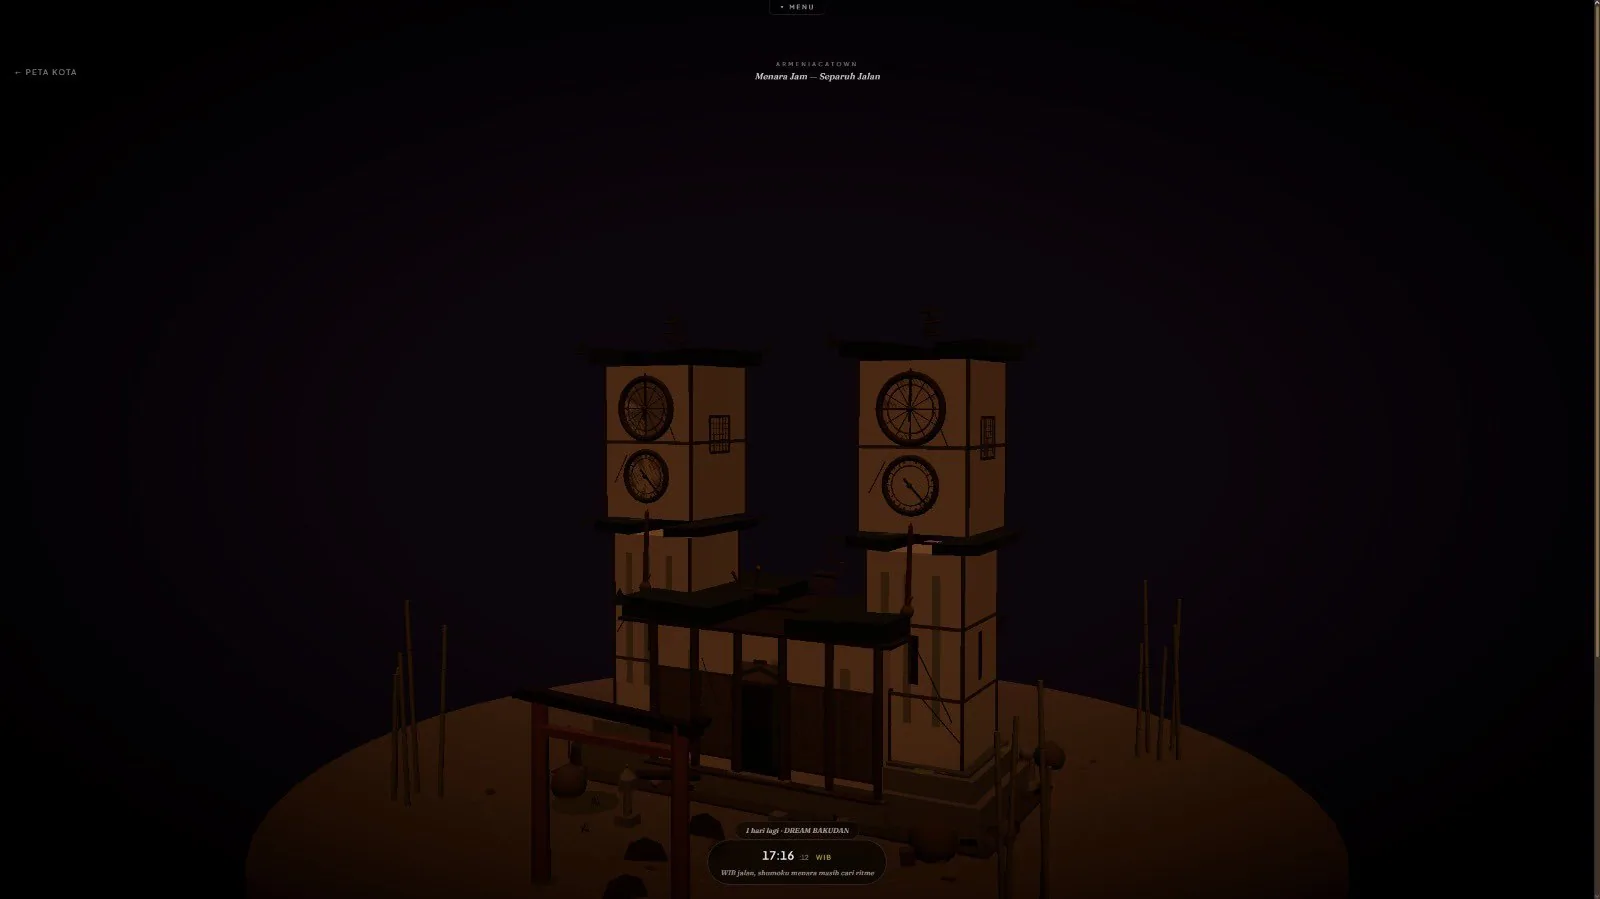 • MENU
← PETA KOTA
ARMENIACATOWN
Menara Jam — Separuh Jalan
1 hari lagi · DREAM BAKUDAN
17:16 :12 WIB
WIB jalan, shumoku menara masih cari ritme